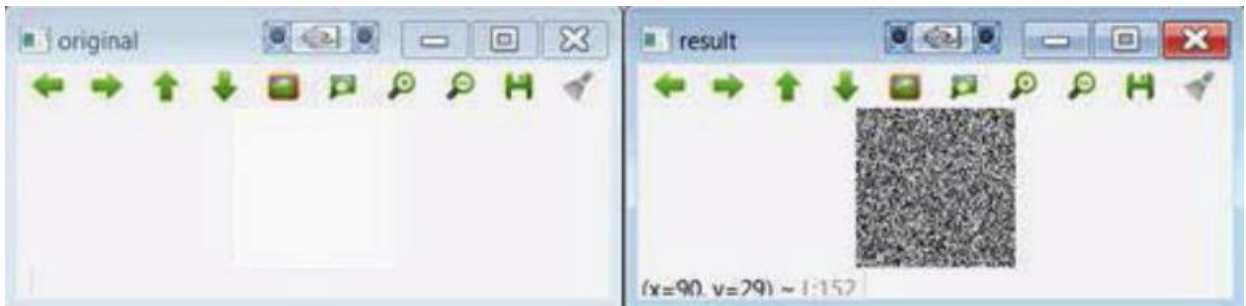 original
result
(x=90, y=29) ~ L:152